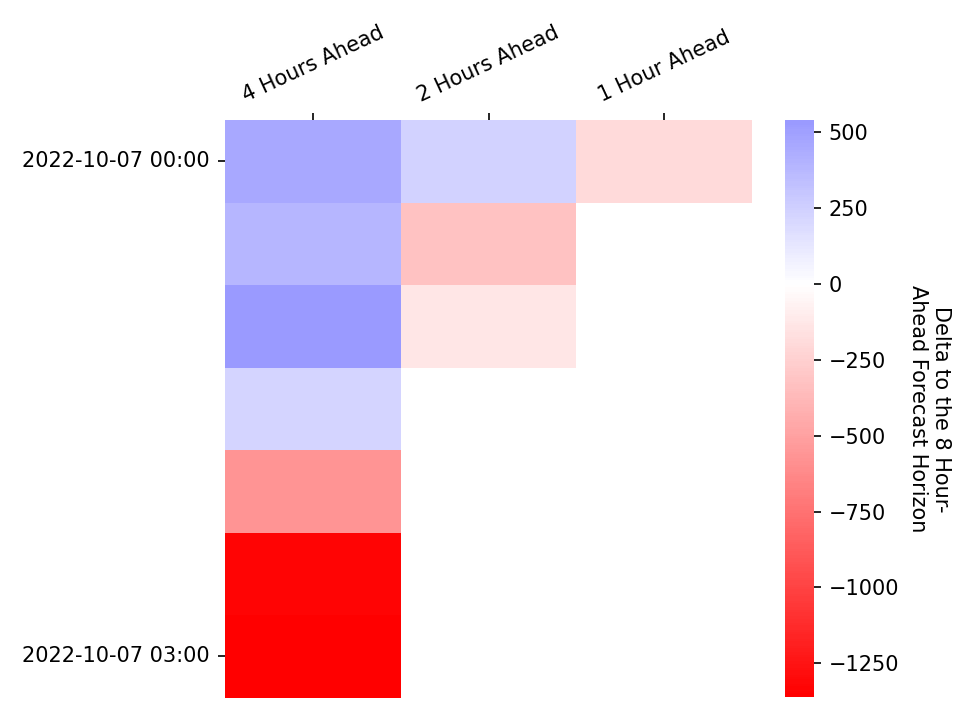 4 Hours Ahead
2 Hours Ahead
1 Hour Ahead
2022-10-07 00:00
2022-10-07 03:00
500
250
0
−250
−500
−750
−1000
−1250
Delta to the 8 Hour-
Ahead Forecast Horizon